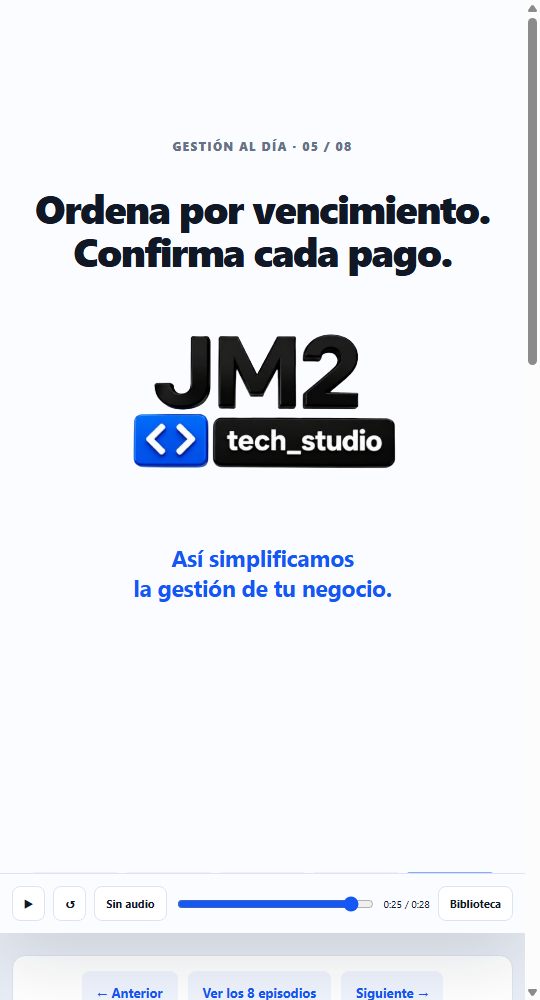 GESTIÓN AL DÍA · 05 / 08
Ordena por vencimiento.
Confirma cada pago.
JM2
<> tech_studio
Así simplificamos
la gestión de tu negocio.
▶ ↺ Sin audio 0:25 / 0:28 Biblioteca
← Anterior Ver los 8 episodios Siguiente →